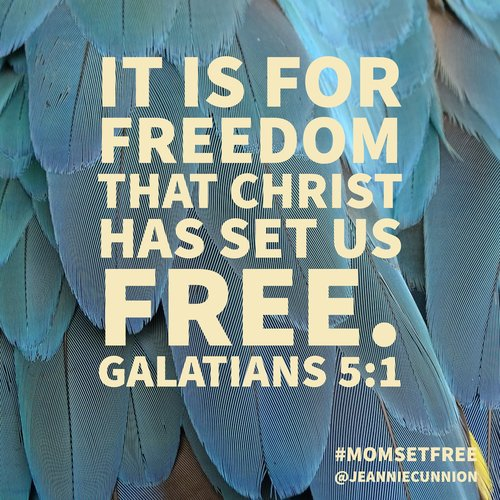 IT IS FOR
FREEDOM
THAT CHRIST
HAS SET US
FREE.
GALATIANS 5:1
#MOMSETFREE
@JEANNIECUNNION